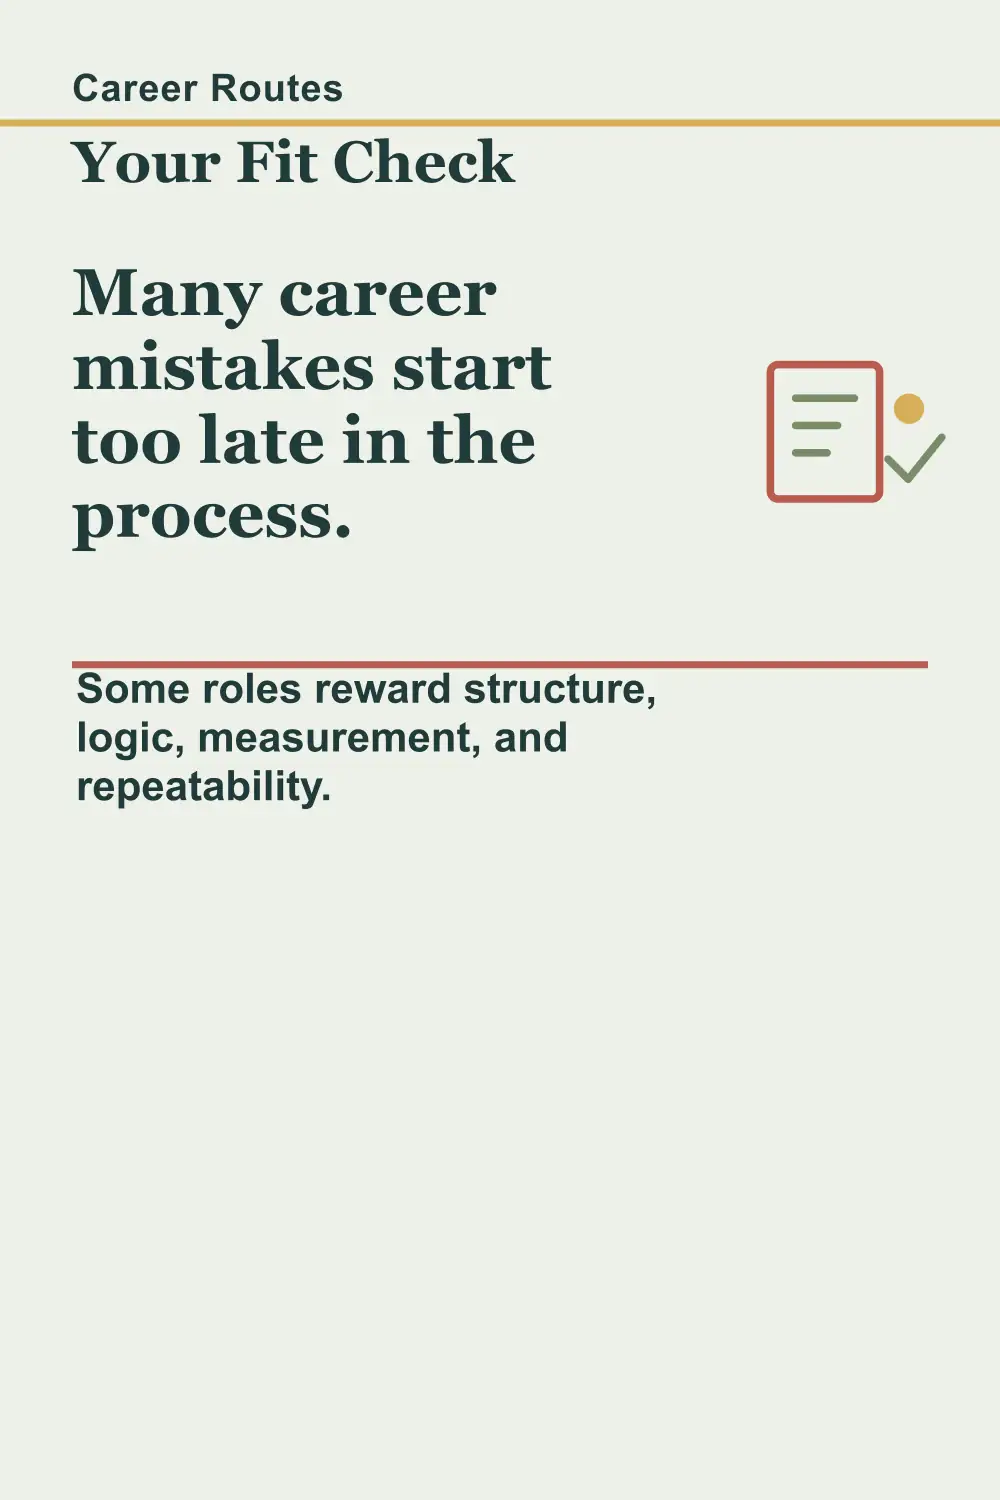 Career Routes
Your Fit Check
Many career
mistakes start
too late in the
process.
Some roles reward structure,
logic, measurement, and
repeatability.